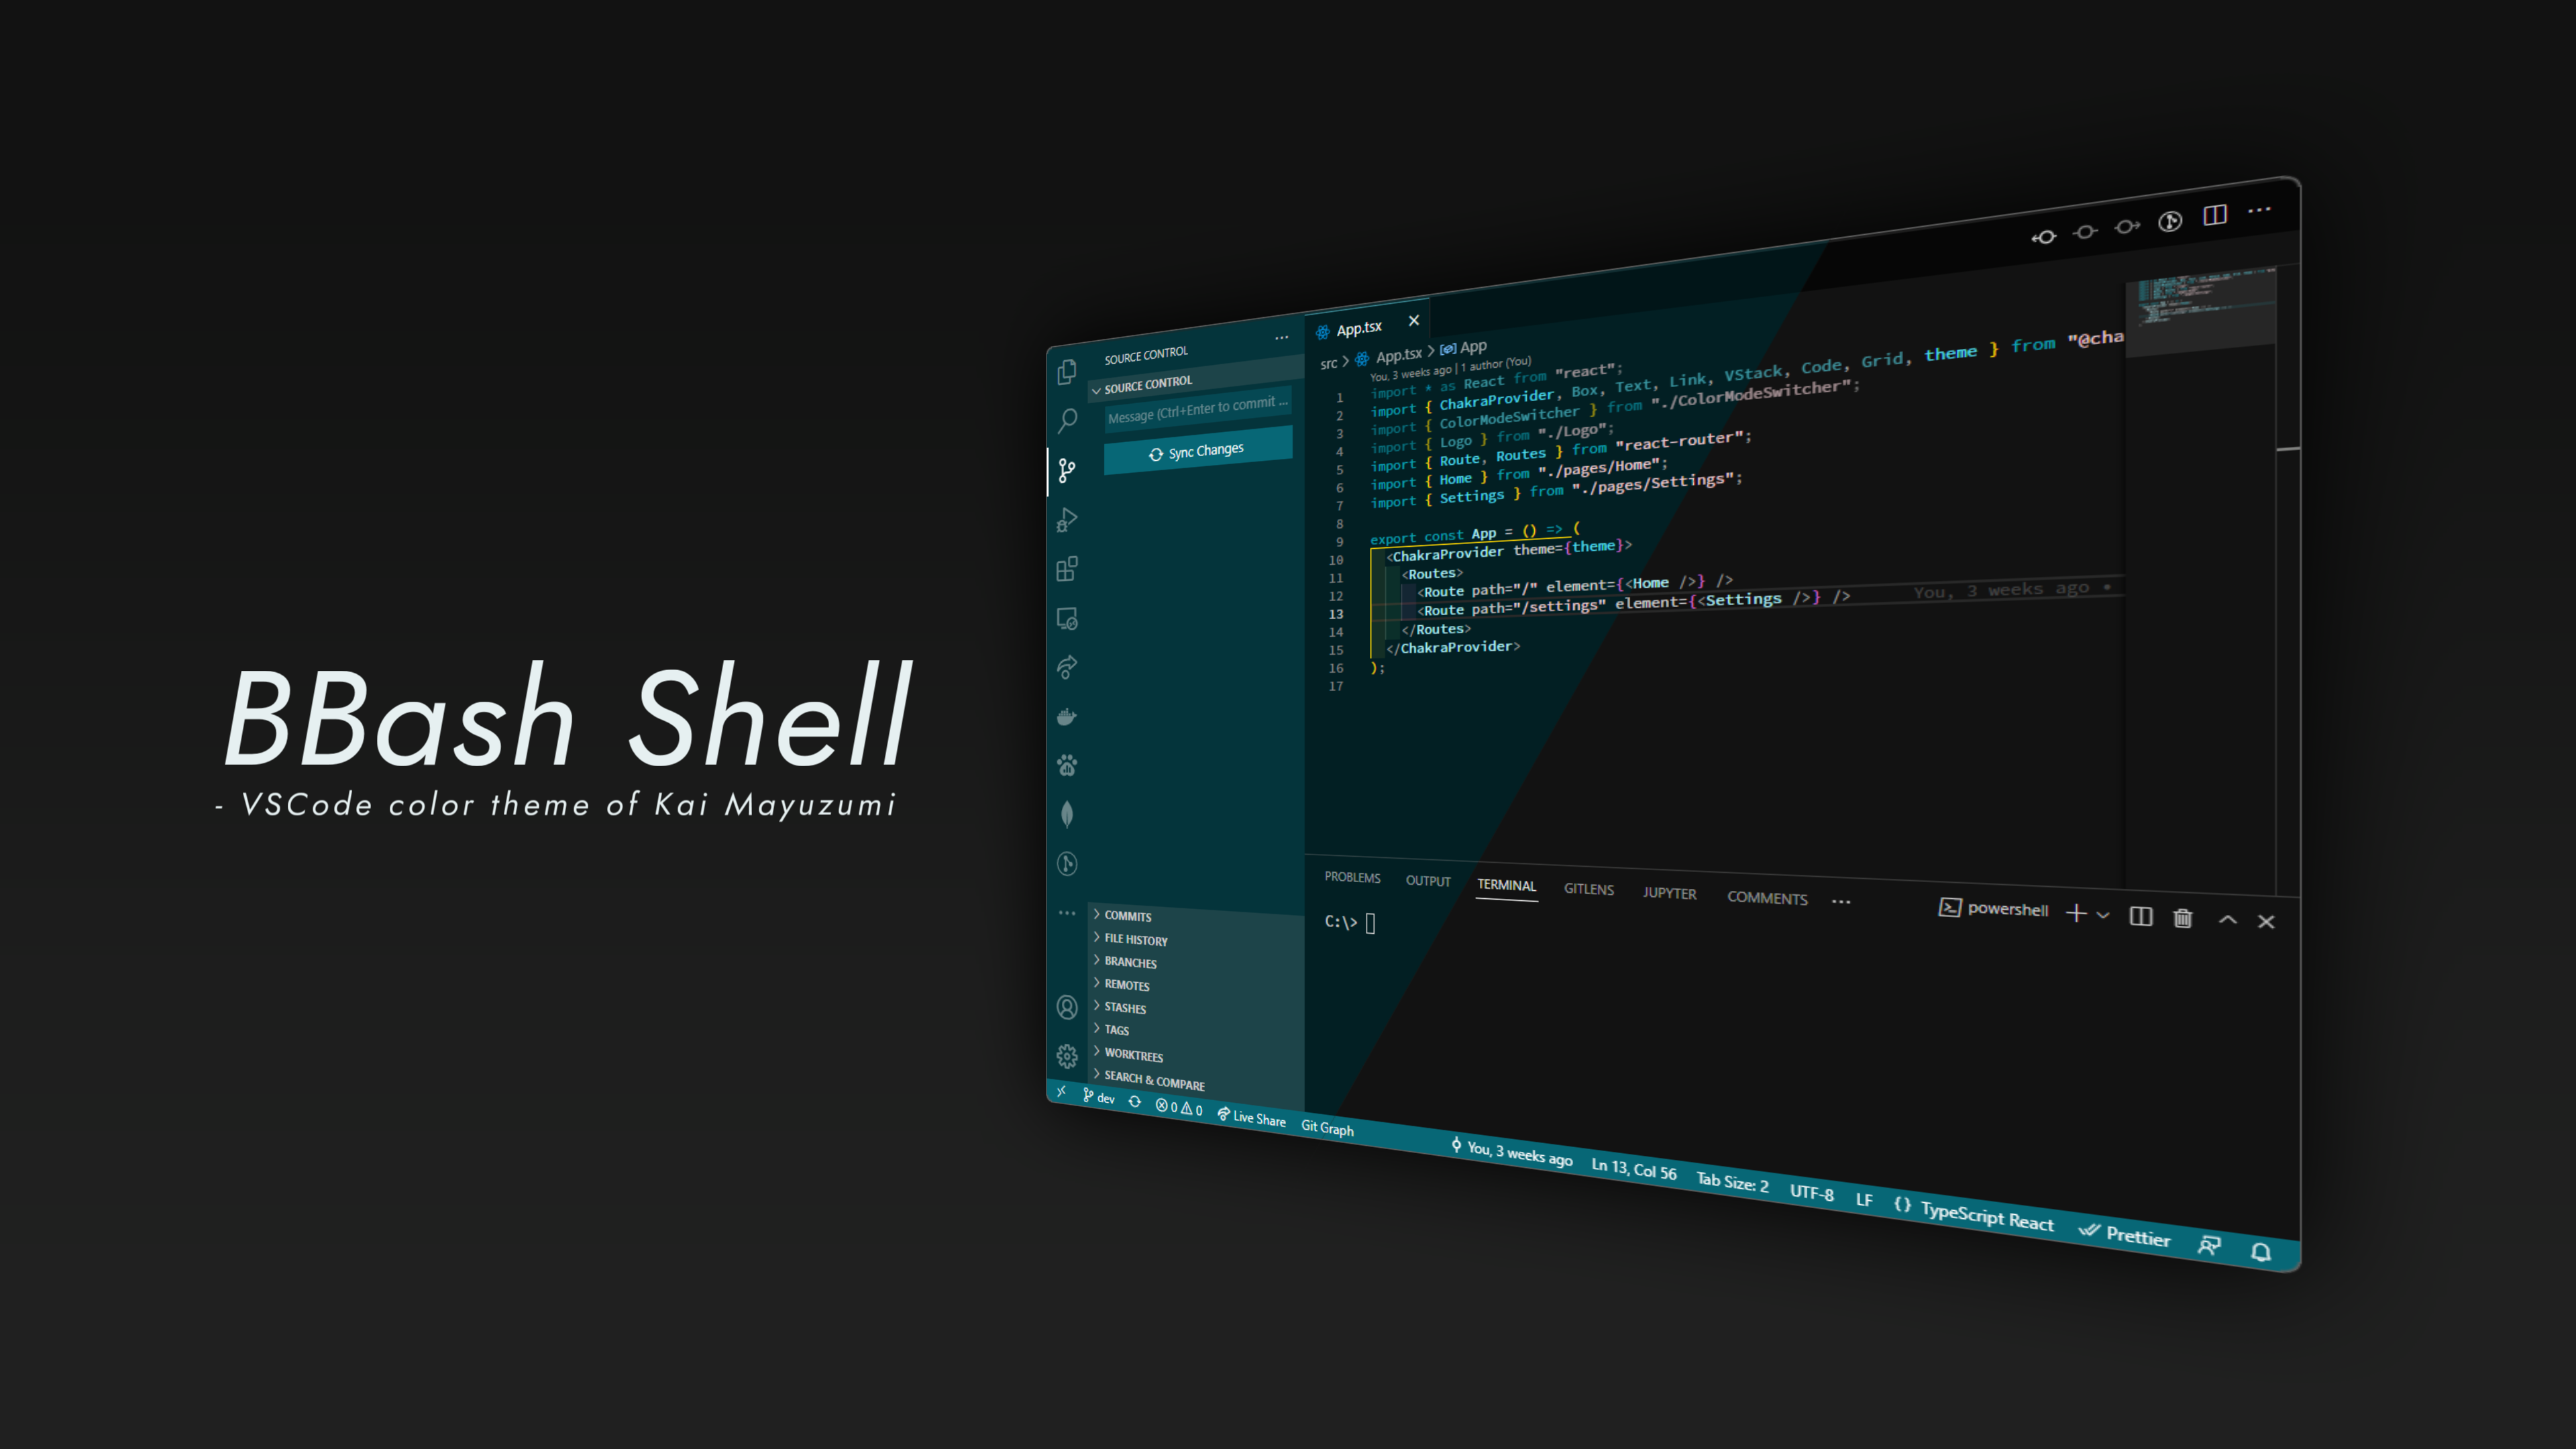 BBash Shell
- VSCode color theme of Kai Mayuzumi
SOURCE CONTROL
SOURCE CONTROL
Message (Ctrl+Enter to commit ...
Sync Changes
COMMITS
FILE HISTORY
BRANCHES
REMOTES
STASHES
TAGS
WORKTREES
SEARCH & COMPARE
App.tsx
src > App.tsx > App
You, 3 weeks ago | 1 author (You)
1 import * as React from "react";
2 import { ChakraProvider, Box, Text, Link, VStack, Code, Grid, theme } from "@cha
3 import { ColorModeSwitcher } from "./ColorModeSwitcher";
4 import { Logo } from "./Logo";
5 import { Route, Routes } from "react-router";
6 import { Home } from "./pages/Home";
7 import { Settings } from "./pages/Settings";
8
9 export const App = () => (
10 <ChakraProvider theme={theme}>
11 <Routes>
12 <Route path="/" element={<Home />} />
13 <Route path="/settings" element={<Settings />} /> You, 3 weeks ago •
14 </Routes>
15 </ChakraProvider>
16 );
17
PROBLEMS OUTPUT TERMINAL GITLENS JUPYTER COMMENTS ... powershell
C:\>
dev 0 0 Live Share Git Graph You, 3 weeks ago Ln 13, Col 56 Tab Size: 2 UTF-8 LF {} TypeScript React Prettier